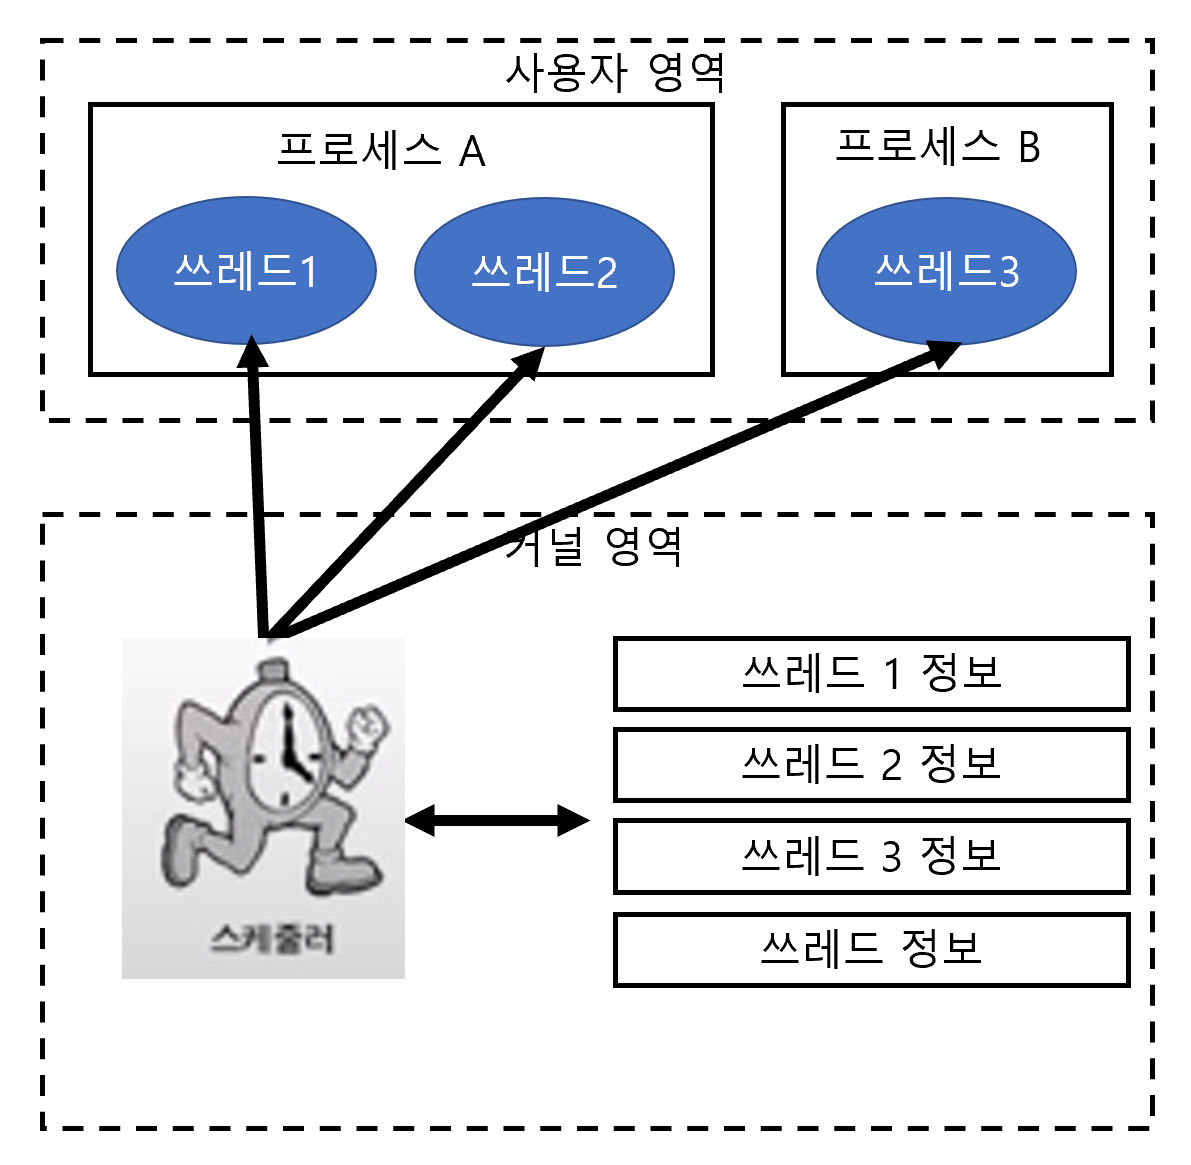 사용자 영역
프로세스 A
프로세스 B
쓰레드1
쓰레드2
쓰레드3
커널 영역
쓰레드 1 정보
쓰레드 2 정보
쓰레드 3 정보
쓰레드 정보
스케줄러